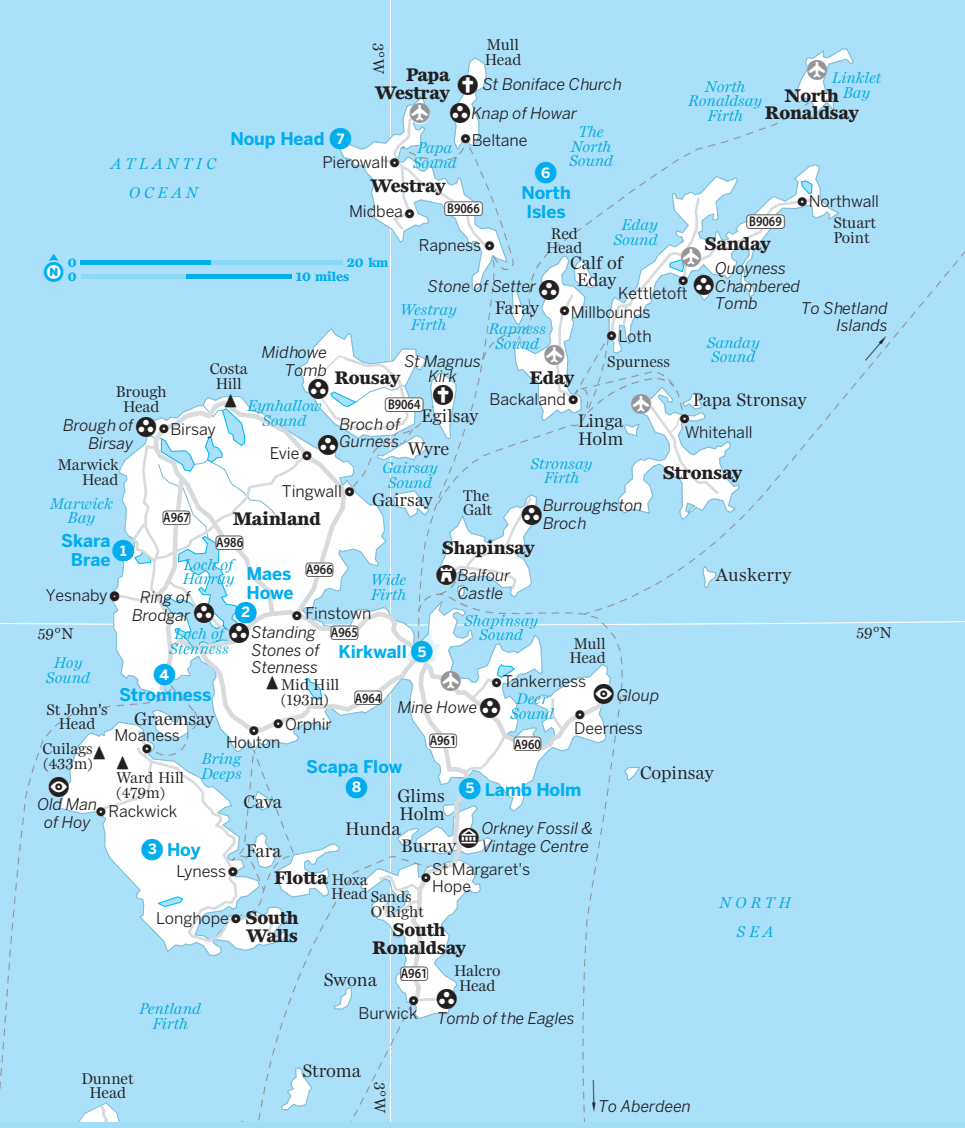 3°W
Mull
Head
Papa
Westray
St Boniface Church
Knap of Howar
Beltane
North
Ronaldsay
Firth
Linklet
Bay
North
Ronaldsay
Noup Head 7
Pierowall
Papa
Sound
The
North
Sound
ATLANTIC
OCEAN
Westray
6
North
Isles
Midbea
B9066
Rapness
Northwall
B9069
Stuart
Point
Eday
Sound
Sanday
Red
Head
Calf of
Eday
N
0 20 km
0 10 miles
Stone of Setter
Kettletoft
Quoyness
Chambered
Tomb
Faray
Millbounds
Westray
Firth
Rapness
Sound
Loth
Spurness
Sanday
Sound
To Shetland
Islands
Midhowe
Tomb
Rousay
St Magnus
Kirk
Eday
Backaland
Costa
Hill
B9064
Egilsay
Linga
Holm
Papa Stronsay
Whitehall
Brough
Head
Eynhallow
Sound
Brough of
Birsay
Birsay
Broch of
Gurness
Evie
Wyre
Marwick
Head
Gairsay
Sound
Stronsay
Firth
Stronsay
Tingwall
Gairsay
Marwick
Bay
The
Galt
Burroughston
Broch
A967
Mainland
Skara
Brae 1
A986
Shapinsay
Loch of
Harray
Maes
Howe
2
A966
Balfour
Castle
Wide
Firth
Auskerry
Yesnaby
Ring of
Brodgar
Finstown
59°N
Loch of
Stenness
Standing
Stones of
Stenness
A965
Shapinsay
Sound
59°N
Kirkwall 5
Mull
Head
Hoy
Sound
4
Stromness
Mid Hill
(193m)
A964
Tankerness
Deer
Sound
Gloup
Mine Howe
Deerness
St John's
Head
Graemsay
Moaness
Orphir
Houton
A961
A960
Cuilags
(433m)
Ward Hill
(479m)
Bring
Deeps
Scapa Flow
8
5 Lamb Holm
Copinsay
Old Man
of Hoy
Rackwick
Cava
Glims
Holm
Hunda
Burray
Orkney Fossil &
Vintage Centre
3 Hoy
Fara
Lyness
Flotta
Hoxa
Head
St Margaret's
Hope
Sands
O'Right
Longhope
South
Walls
South
Ronaldsay
NORTH
SEA
A961
Halcro
Head
Swona
Burwick
Tomb of the Eagles
Pentland
Firth
Stroma
3°W
Dunnet
Head
To Aberdeen